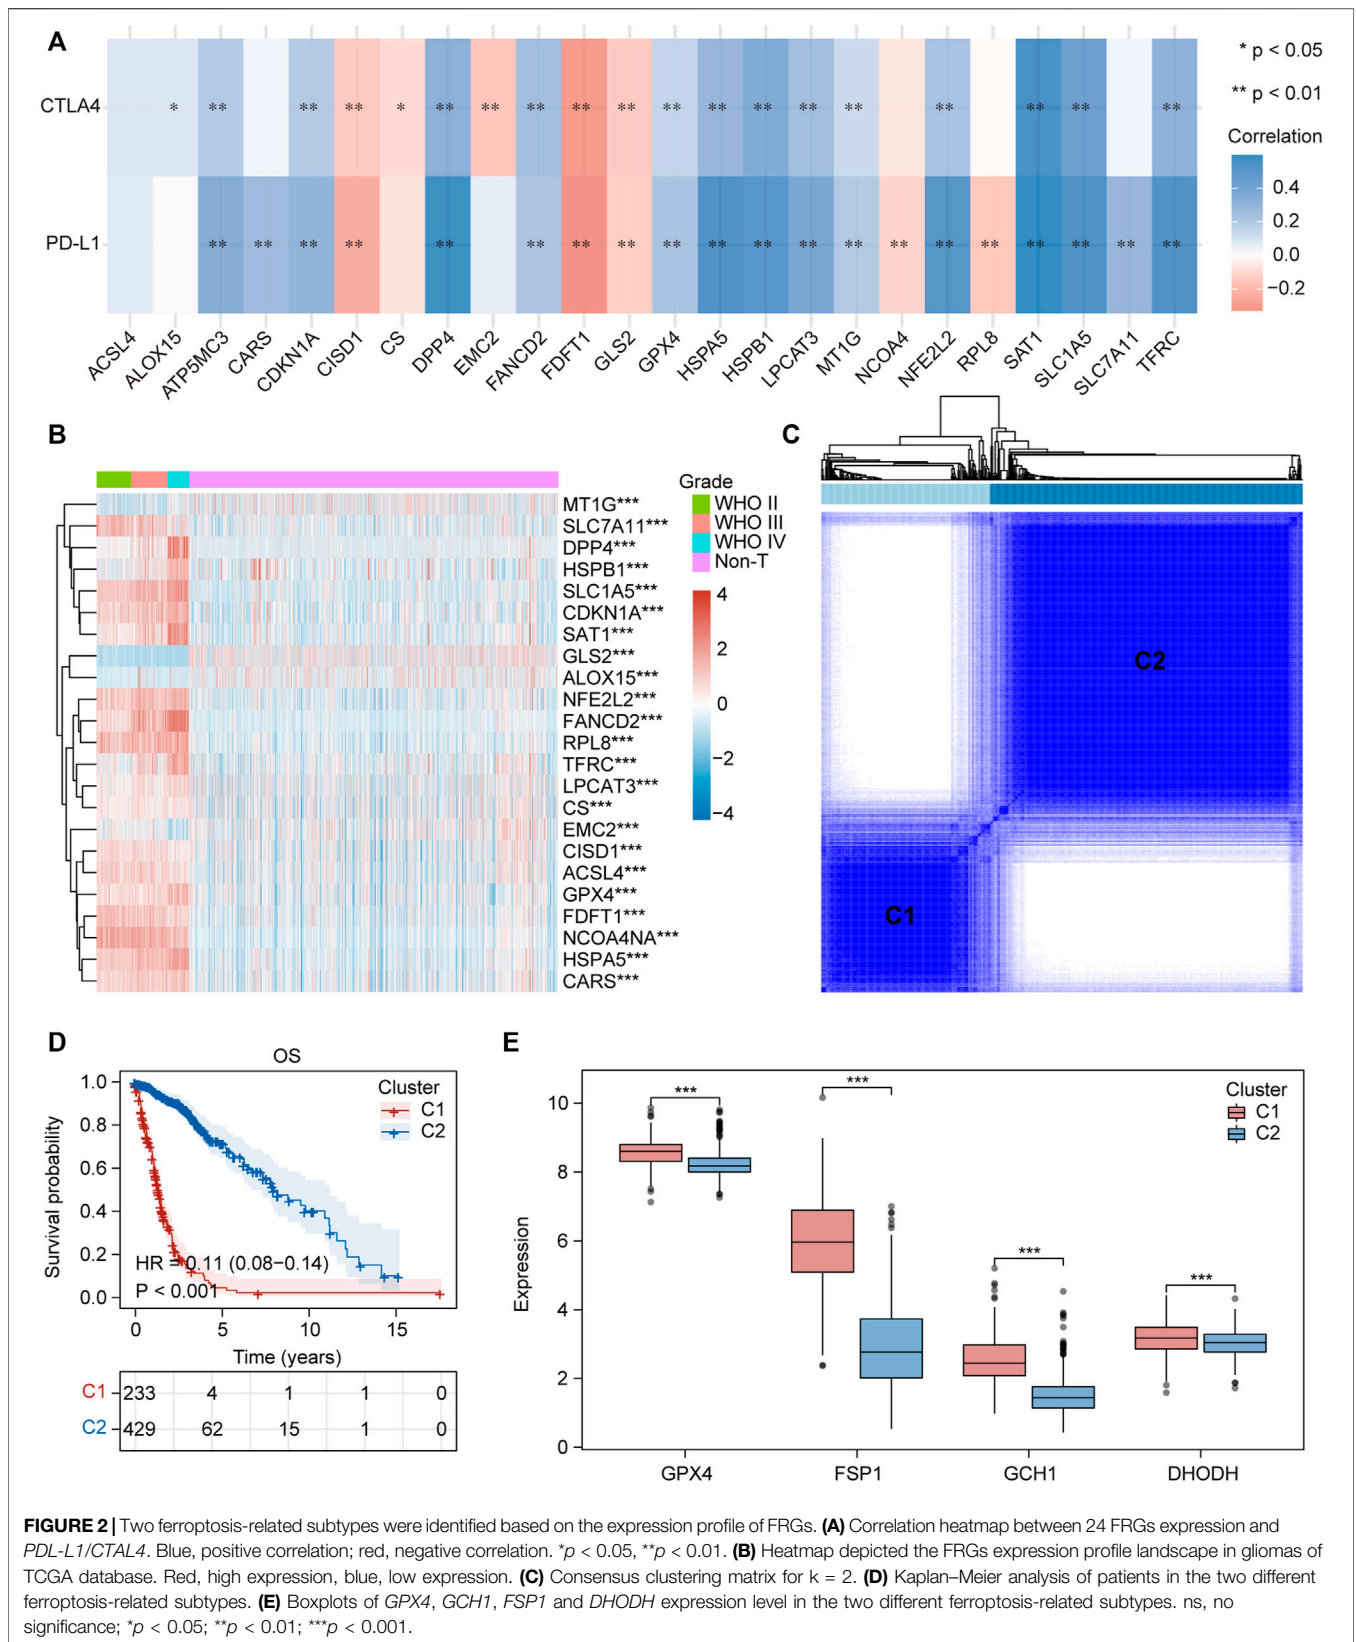 A
* p < 0.05
** p < 0.01
Correlation
0.4
0.2
0.0
−0.2
CTLA4
* ** ** ** * ** ** ** ** ** ** ** ** ** ** ** ** ** **
PD-L1
** ** ** ** ** ** ** ** ** ** ** ** ** ** ** ** ** ** ** **
ACSL4 ALOX15 ATP5MC3 CARS CDKN1A CISD1 CS DPP4 EMC2 FANCD2 FDFT1 GLS2 GPX4 HSPA5 HSPB1 LPCAT3 MT1G NCOA4 NFE2L2 RPL8 SAT1 SLC1A5 SLC7A11 TFRC
B
MT1G***
SLC7A11***
DPP4***
HSPB1***
SLC1A5***
CDKN1A***
SAT1***
GLS2***
ALOX15***
NFE2L2***
FANCD2***
RPL8***
TFRC***
LPCAT3***
CS***
EMC2***
CISD1***
ACSL4***
GPX4***
FDFT1***
NCOA4NA***
HSPA5***
CARS***
Grade
WHO II
WHO III
WHO IV
Non-T
4
2
0
−2
−4
C
C2
C1
D
OS
Survival probability
1.0
0.8
0.6
0.4
0.2
0.0
Cluster
C1
C2
HR = 0.11 (0.08−0.14)
P < 0.001
0 5 10 15
Time (years)
C1 233 4 1 1 0
C2 429 62 15 1 0
E
Expression
10
8
6
4
2
0
*** *** *** ***
Cluster
C1
C2
GPX4 FSP1 GCH1 DHODH
FIGURE 2 | Two ferroptosis-related subtypes were identified based on the expression profile of FRGs. (A) Correlation heatmap between 24 FRGs expression and
PDL-L1/CTAL4. Blue, positive correlation; red, negative correlation. *p < 0.05, **p < 0.01. (B) Heatmap depicted the FRGs expression profile landscape in gliomas of
TCGA database. Red, high expression, blue, low expression. (C) Consensus clustering matrix for k = 2. (D) Kaplan–Meier analysis of patients in the two different
ferroptosis-related subtypes. (E) Boxplots of GPX4, GCH1, FSP1 and DHODH expression level in the two different ferroptosis-related subtypes. ns, no
significance; *p < 0.05; **p < 0.01; ***p < 0.001.